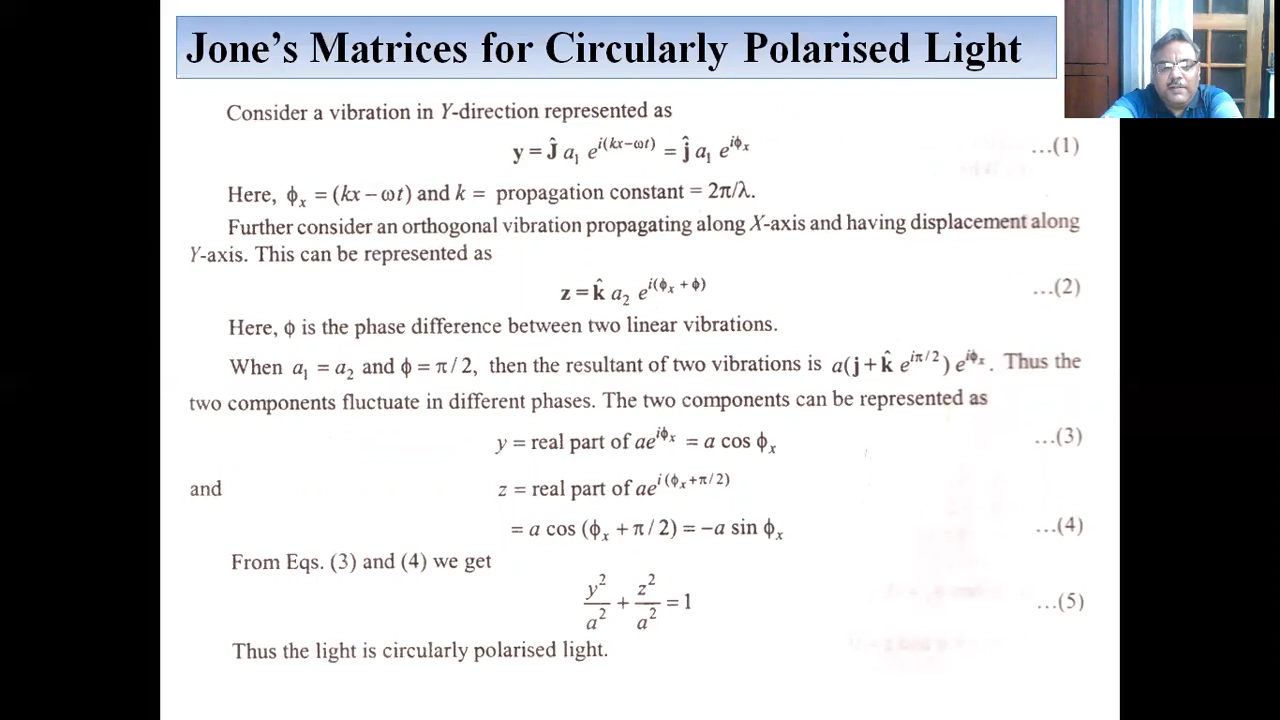 Jone's Matrices for Circularly Polarised Light
Consider a vibration in Y-direction represented as
y = ĵ a₁ e^{i(kx−ωt)} = ĵ a₁ e^{iϕₓ} ...(1)
Here, ϕₓ = (kx − ωt) and k = propagation constant = 2π/λ.
Further consider an orthogonal vibration propagating along X-axis and having displacement along
Y-axis. This can be represented as
z = k̂ a₂ e^{i(ϕₓ + ϕ)} ...(2)
Here, ϕ is the phase difference between two linear vibrations.
When a₁ = a₂ and ϕ = π/2, then the resultant of two vibrations is a(j + k̂ e^{iπ/2}) e^{iϕₓ}. Thus the
two components fluctuate in different phases. The two components can be represented as
y = real part of ae^{iϕₓ} = a cos ϕₓ ...(3)
and z = real part of ae^{i(ϕₓ+π/2)}
= a cos (ϕₓ + π/2) = −a sin ϕₓ ...(4)
From Eqs. (3) and (4) we get
y²/a² + z²/a² = 1 ...(5)
Thus the light is circularly polarised light.